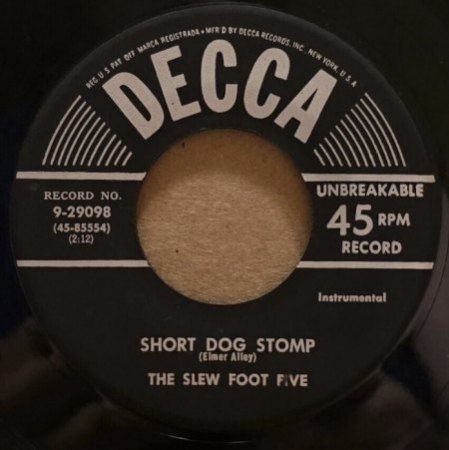 REG. U.S. PAT. OFF. MARCA REGISTRADA • MF'R'D BY DECCA RECORDS, INC. NEW YORK, U.S.A.
DECCA
RECORD NO.
9-29098
(45-85554)
(2:12)
UNBREAKABLE
45 RPM
RECORD
Instrumental
SHORT DOG STOMP
(Elmer Alley)
THE SLEW FOOT FIVE